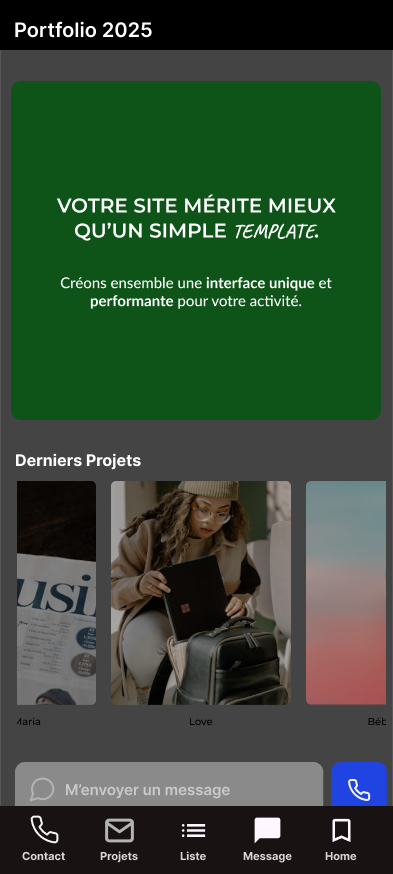 Portfolio 2025
VOTRE SITE MÉRITE MIEUX
QU’UN SIMPLE TEMPLATE.
Créons ensemble une interface unique et
performante pour votre activité.
Derniers Projets
usi
Maria
Love
Béb
M’envoyer un message
Contact
Projets
Liste
Message
Home